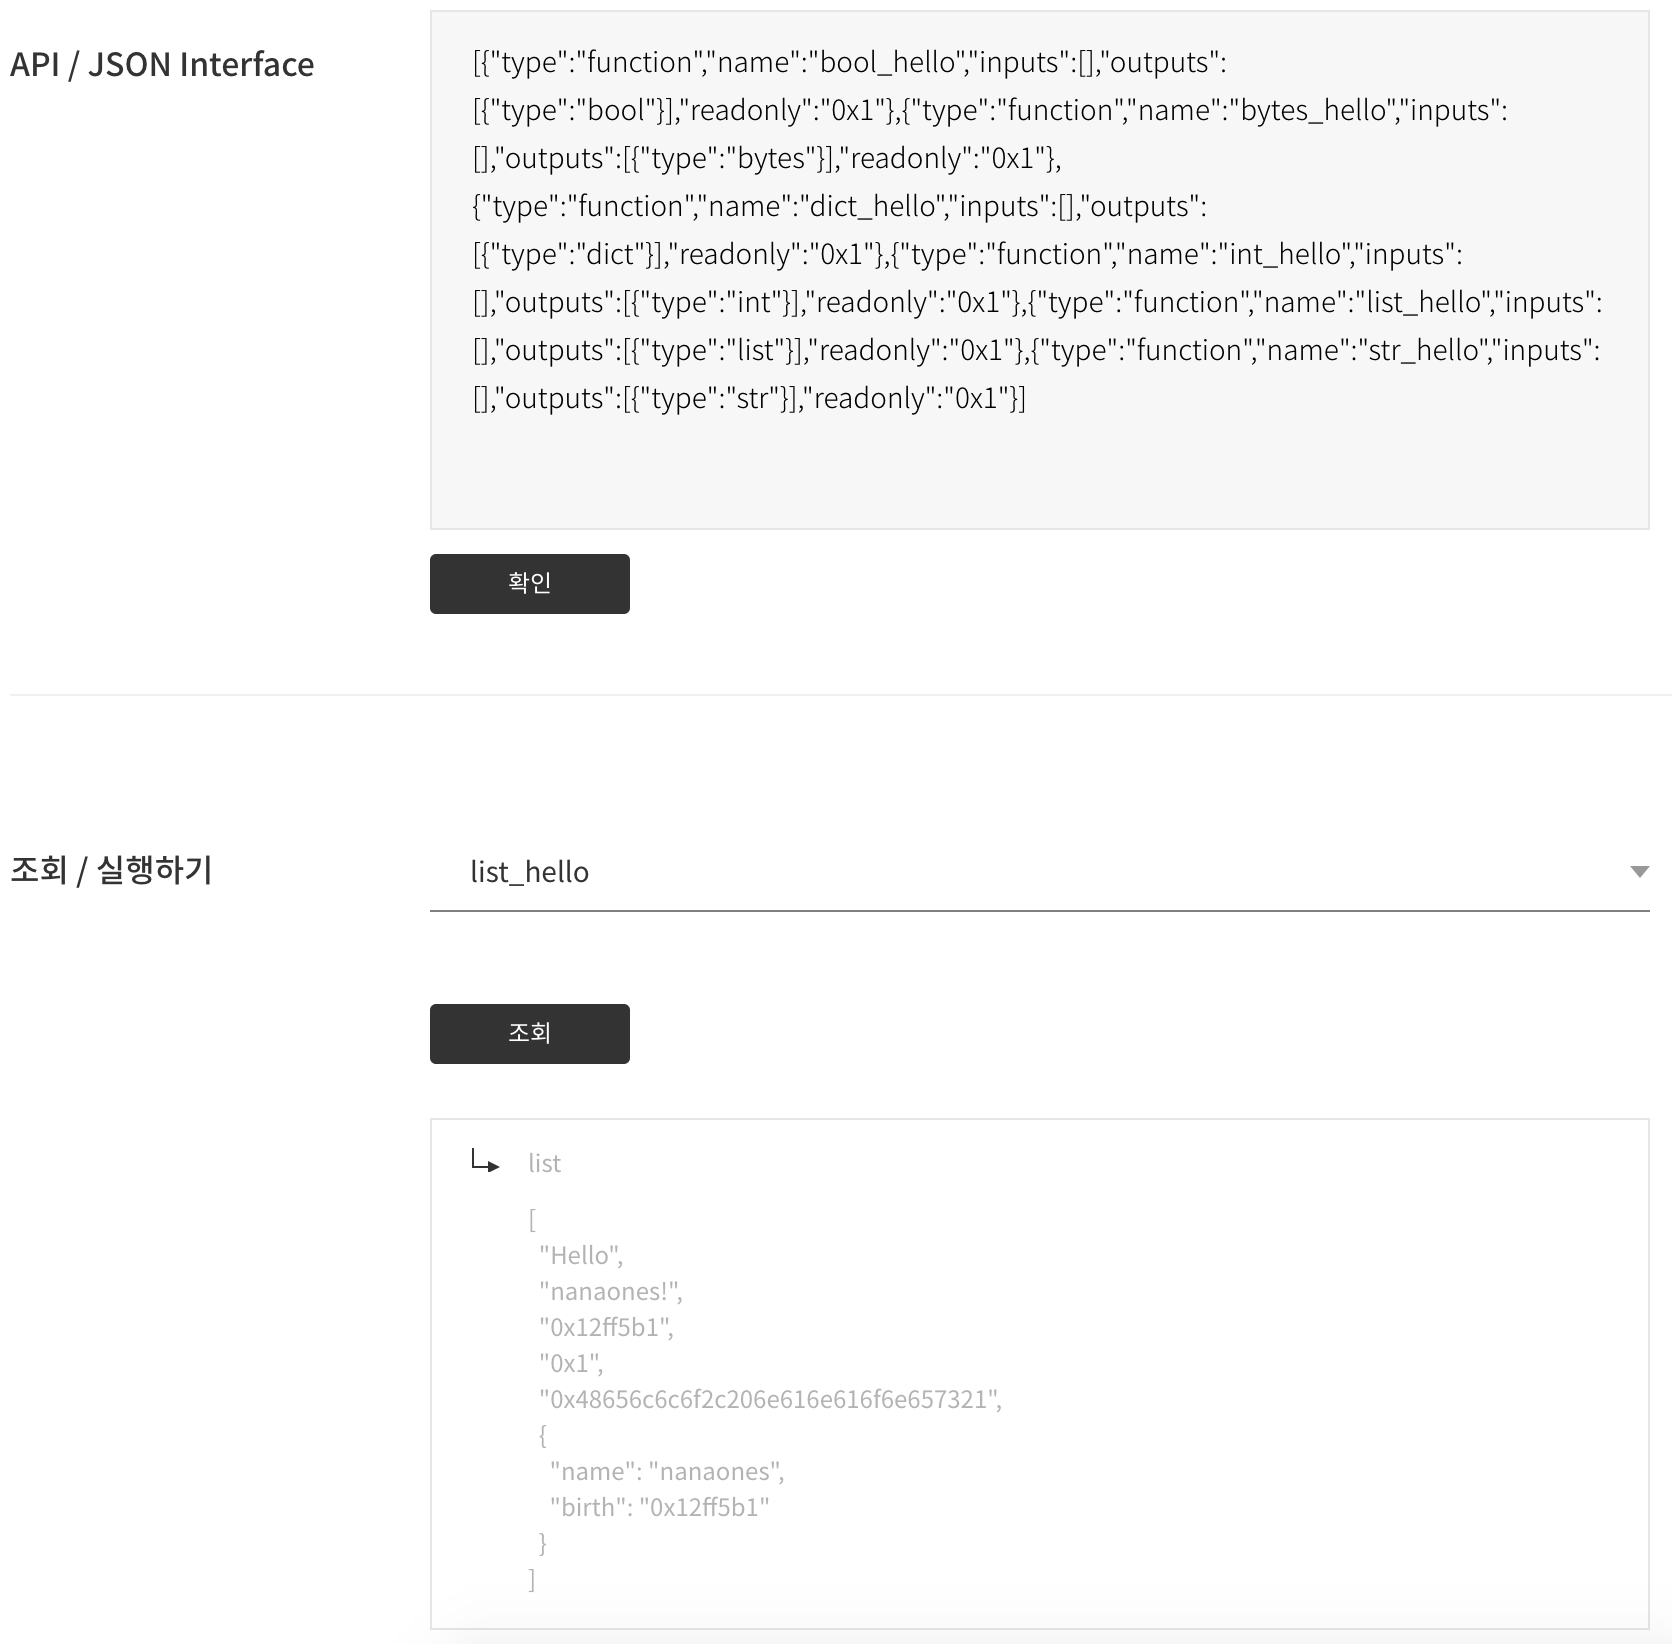 API / JSON Interface
[{"type":"function","name":"bool_hello","inputs":[],"outputs":
[{"type":"bool"}],"readonly":"0x1"},{"type":"function","name":"bytes_hello","inputs":
[],"outputs":[{"type":"bytes"}],"readonly":"0x1"},
{"type":"function","name":"dict_hello","inputs":[],"outputs":
[{"type":"dict"}],"readonly":"0x1"},{"type":"function","name":"int_hello","inputs":
[],"outputs":[{"type":"int"}],"readonly":"0x1"},{"type":"function","name":"list_hello","inputs":
[],"outputs":[{"type":"list"}],"readonly":"0x1"},{"type":"function","name":"str_hello","inputs":
[],"outputs":[{"type":"str"}],"readonly":"0x1"}]
확인
조회 / 실행하기
list_hello
조회
list
[
"Hello",
"nanaones!",
"0x12ff5b1",
"0x1",
"0x48656c6c6f2c206e616e616f6e657321",
{
"name": "nanaones",
"birth": "0x12ff5b1"
}
]